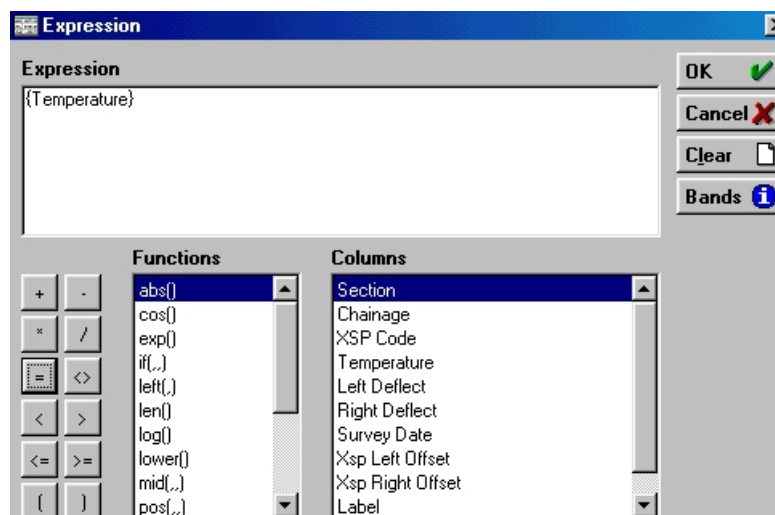 Expression
Expression
{Temperature}
OK
Cancel
Clear
Bands
Functions
Columns
+ -
* /
= <>
< >
<= >=
( )
abs()
cos()
exp()
if(,,)
left(,)
len()
log()
lower()
mid(,,)
pos(,,)
Section
Chainage
XSP Code
Temperature
Left Deflect
Right Deflect
Survey Date
Xsp Left Offset
Xsp Right Offset
Label